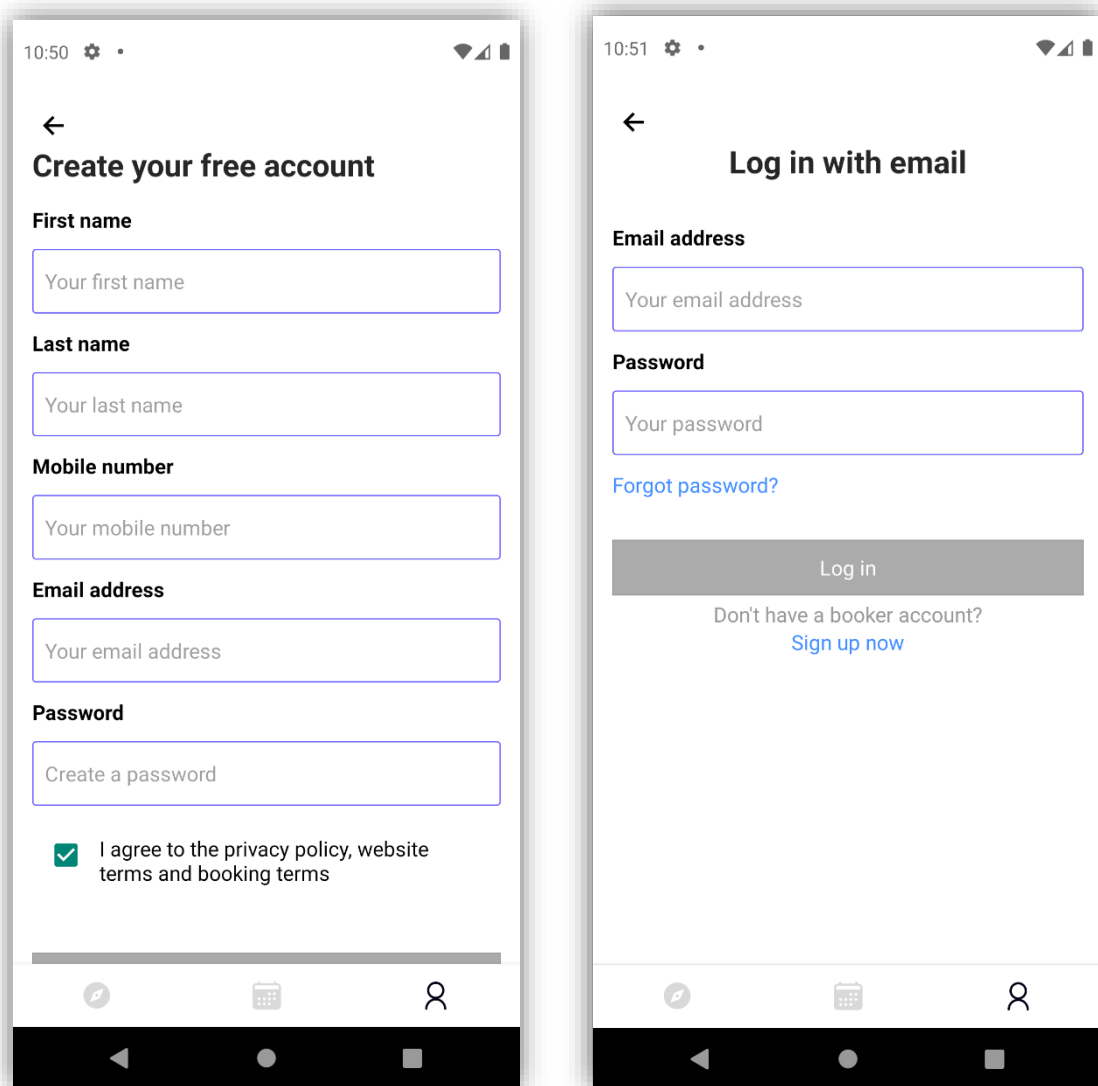 10:50
Create your free account
First name
Your first name
Last name
Your last name
Mobile number
Your mobile number
Email address
Your email address
Password
Create a password
I agree to the privacy policy, website
terms and booking terms
10:51
Log in with email
Email address
Your email address
Password
Your password
Forgot password?
Log in
Don't have a booker account?
Sign up now